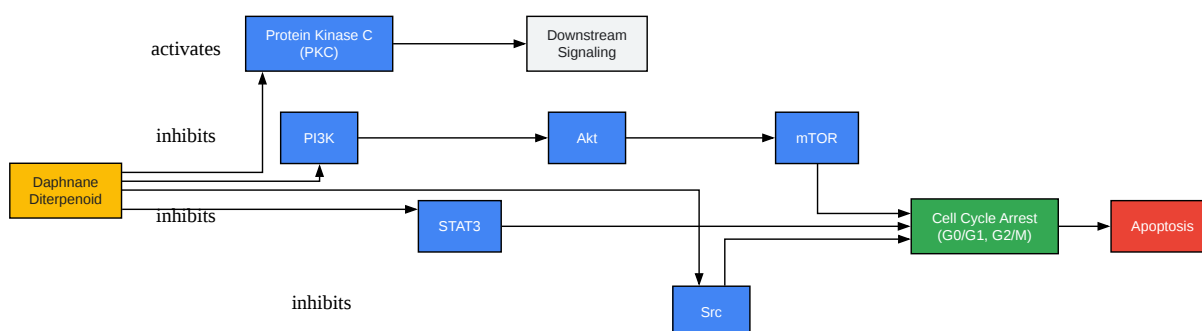 activates
Protein Kinase C
(PKC)
Downstream
Signaling
inhibits
PI3K
Akt
mTOR
Daphnane
Diterpenoid
inhibits
STAT3
Cell Cycle Arrest
(G0/G1, G2/M)
Apoptosis
inhibits
Src